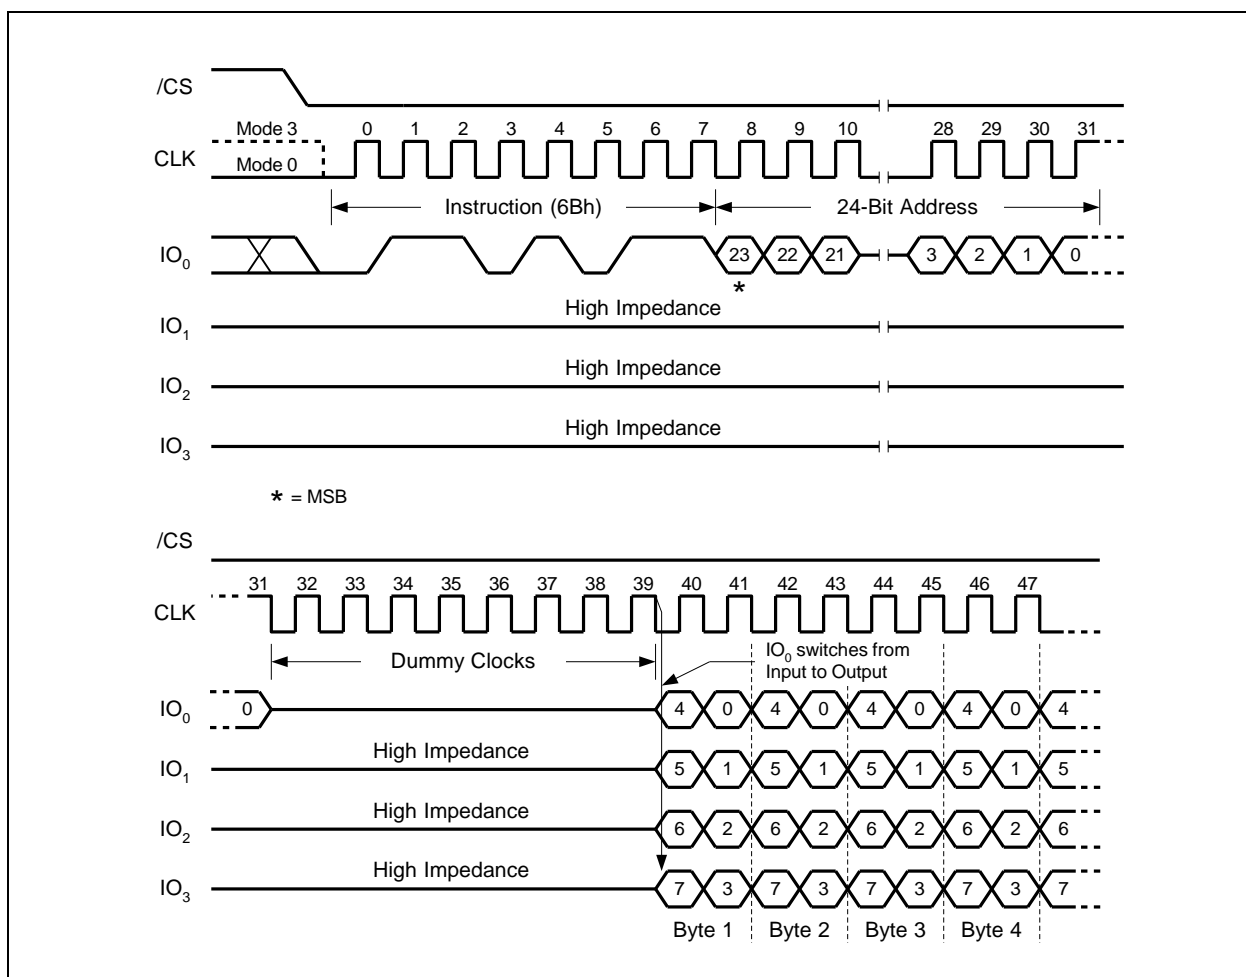 /CS
Mode 3 0 1 2 3 4 5 6 7 8 9 10 28 29 30 31
CLK
Mode 0
Instruction (6Bh) 24-Bit Address
IO0 23 22 21 3 2 1 0
*
High Impedance
IO1
High Impedance
IO2
High Impedance
IO3
* = MSB
/CS
31 32 33 34 35 36 37 38 39 40 41 42 43 44 45 46 47
CLK
Dummy Clocks
IO0 switches from
Input to Output
IO0 0 4 0 4 0 4 0 4 0 4
High Impedance
IO1 5 1 5 1 5 1 5 1 5
High Impedance
IO2 6 2 6 2 6 2 6 2 6
High Impedance
IO3 7 3 7 3 7 3 7 3 7
Byte 1 Byte 2 Byte 3 Byte 4